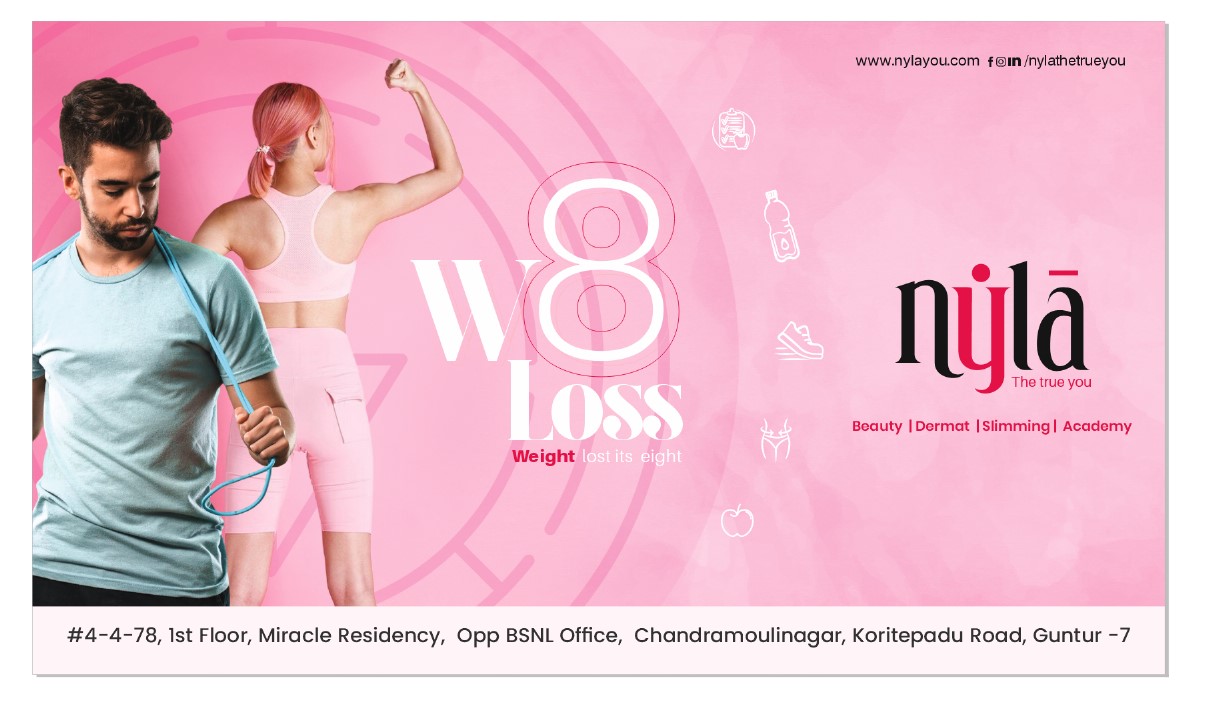 www.nylayou.com /nylathetrueyou
W8
Loss
Weight lost its eight
nylā
The true you
Beauty | Dermat | Slimming | Academy
#4-4-78, 1st Floor, Miracle Residency, Opp BSNL Office, Chandramoulinagar, Koritepadu Road, Guntur -7